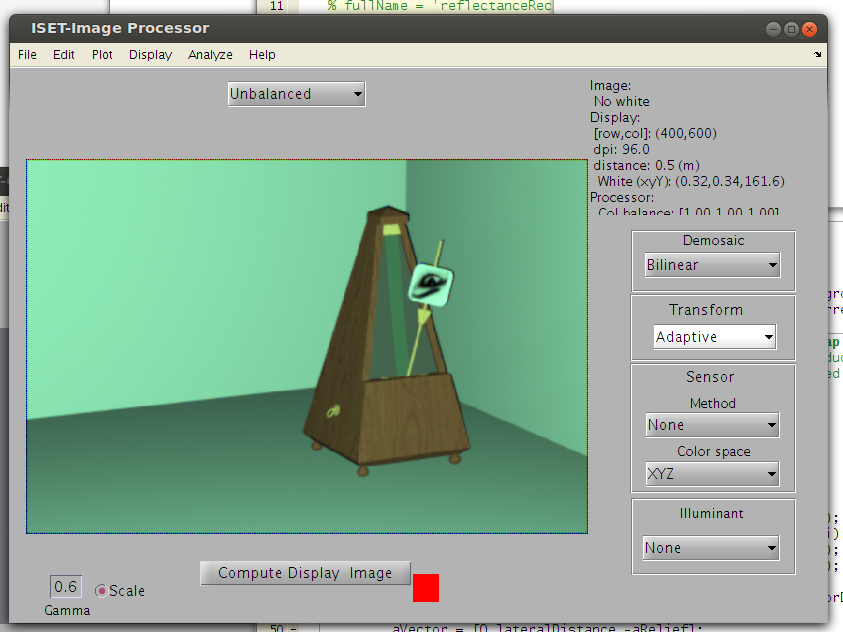 11 % fullName = 'reflectanceRec
ISET-Image Processor
File Edit Plot Display Analyze Help
Unbalanced
Image:
No white
Display:
[row,col]: (400,600)
dpi: 96.0
distance: 0.5 (m)
White (xyY): (0.32,0.34,161.6)
Processor:
Col balance: [1.00,1.00,1.00]
Demosaic
Bilinear
Transform
Adaptive
Sensor
Method
None
Color space
XYZ
Illuminant
None
Compute Display Image
0.6
Scale
Gamma
50 - aVector = [0 lateralDistance -aRelief];